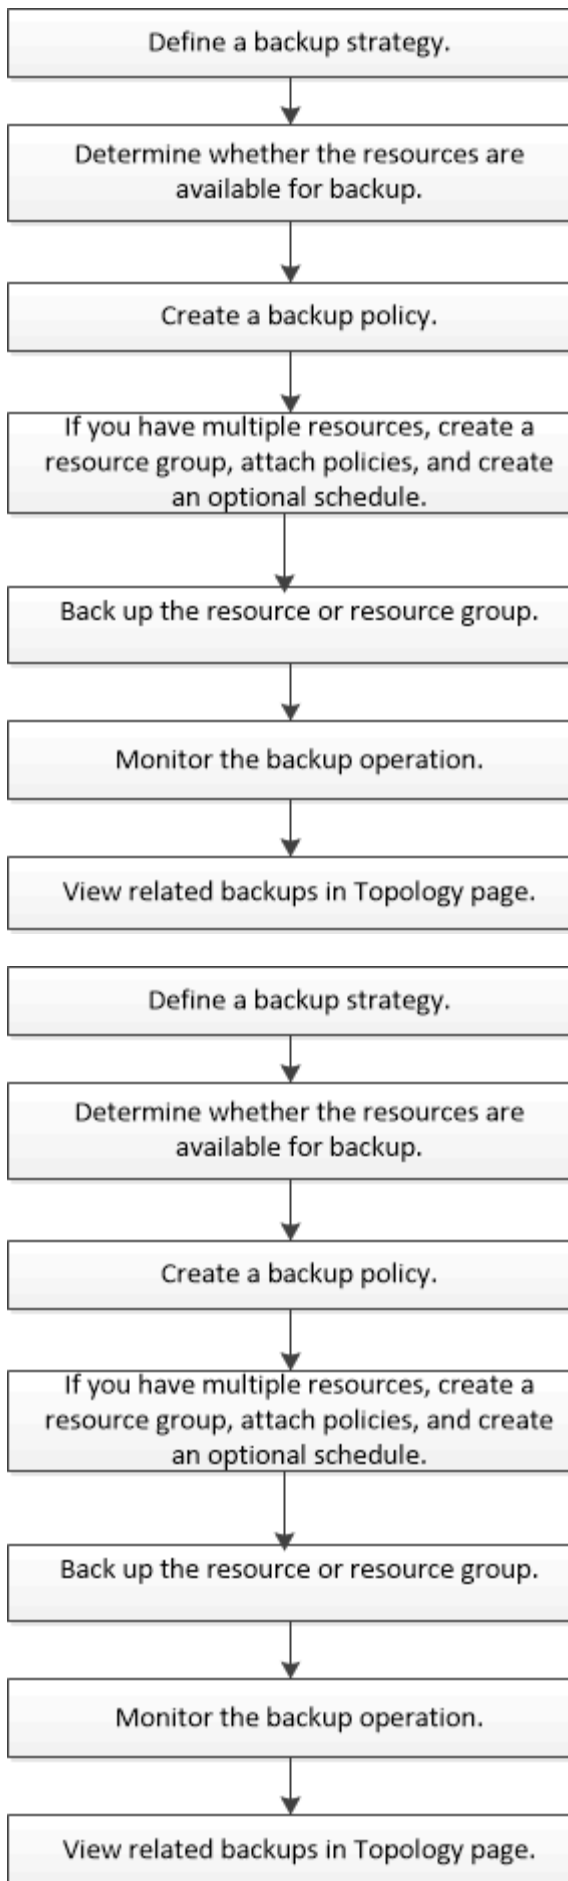 Define a backup strategy.
Determine whether the resources are
available for backup.
Create a backup policy.
If you have multiple resources, create a
resource group, attach policies, and create
an optional schedule.
Back up the resource or resource group.
Monitor the backup operation.
View related backups in Topology page.
Define a backup strategy.
Determine whether the resources are
available for backup.
Create a backup policy.
If you have multiple resources, create a
resource group, attach policies, and create
an optional schedule.
Back up the resource or resource group.
Monitor the backup operation.
View related backups in Topology page.